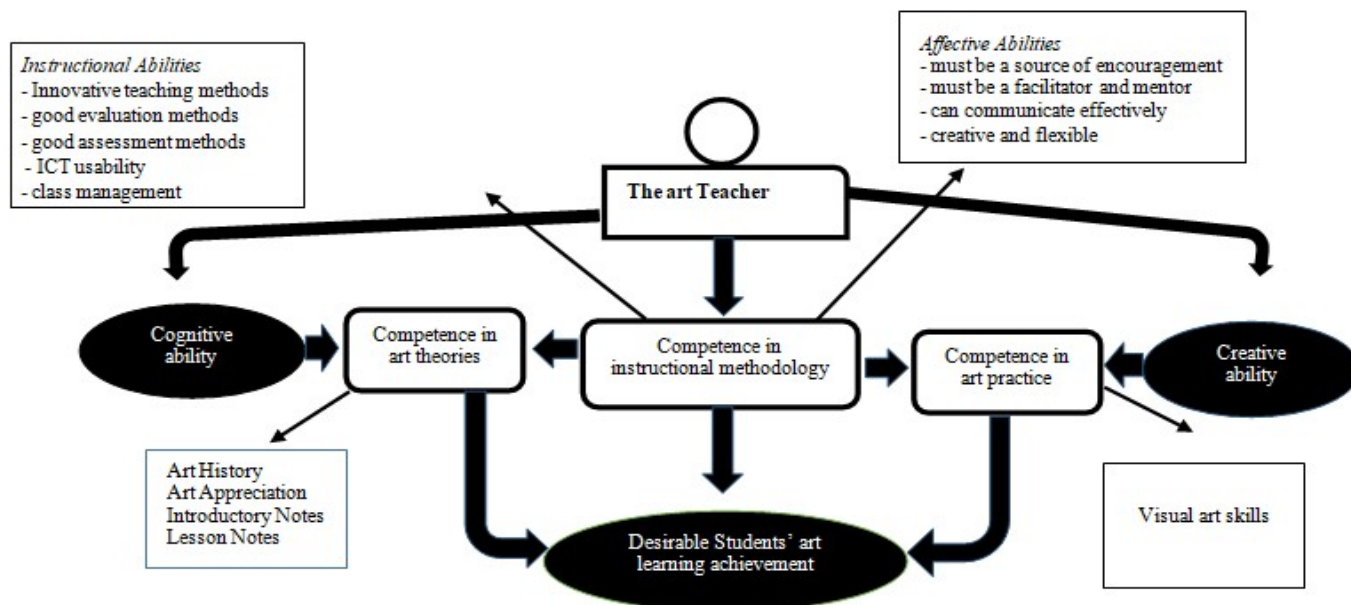 Instructional Abilities
- Innovative teaching methods
- good evaluation methods
- good assessment methods
- ICT usability
- class management
Affective Abilities
- must be a source of encouragement
- must be a facilitator and mentor
- can communicate effectively
- creative and flexible
The art Teacher
Cognitive
ability
Competence in
art theories
Competence in
instructional methodology
Competence in
art practice
Creative
ability
Art History
Art Appreciation
Introductory Notes
Lesson Notes
Desirable Students’ art
learning achievement
Visual art skills